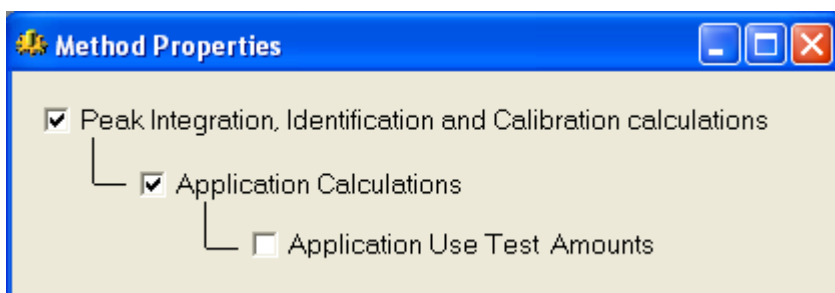 Method Properties
Peak Integration, Identification and Calibration calculations
Application Calculations
Application Use Test Amounts